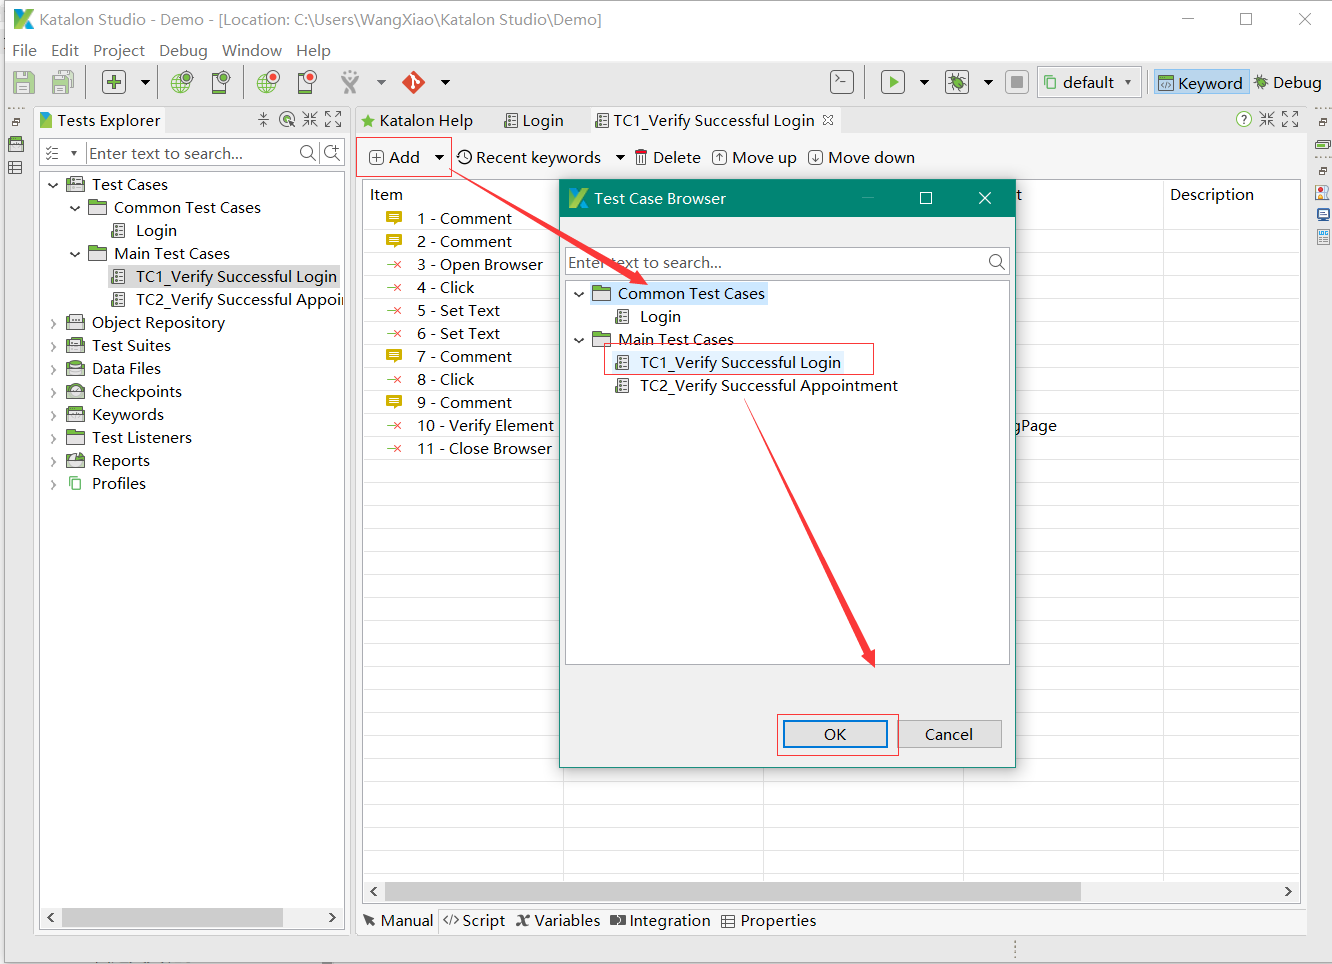 Katalon Studio - Demo - [Location: C:\Users\WangXiao\Katalon Studio\Demo]
File Edit Project Debug Window Help
default Keyword Debug
Tests Explorer
Katalon Help Login TC1_Verify Successful Login
Enter text to search...
Add Recent keywords Delete Move up Move down
Test Cases
Common Test Cases
Login
Main Test Cases
TC1_Verify Successful Login
TC2_Verify Successful Appoi
Object Repository
Test Suites
Data Files
Checkpoints
Keywords
Test Listeners
Reports
Profiles
Item t Description
1 - Comment
2 - Comment
3 - Open Browser
4 - Click
5 - Set Text
6 - Set Text
7 - Comment
8 - Click
9 - Comment
10 - Verify Element gPage
11 - Close Browser
Test Case Browser
Enter text to search...
Common Test Cases
Login
Main Test Cases
TC1_Verify Successful Login
TC2_Verify Successful Appointment
OK Cancel
Manual Script Variables Integration Properties